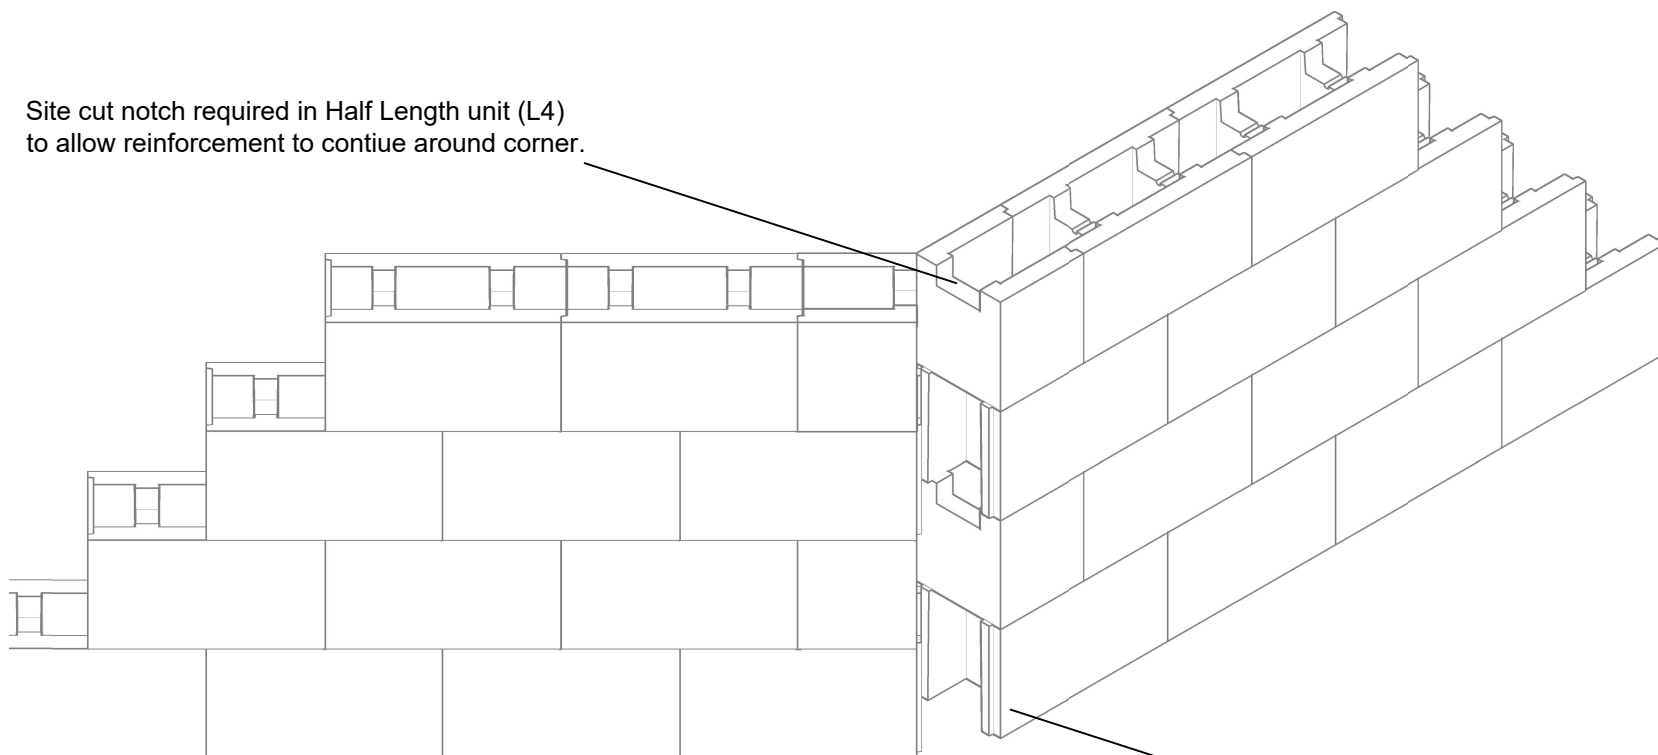 Site cut notch required in Half Length unit (L4)
to allow reinforcement to contiue around corner.